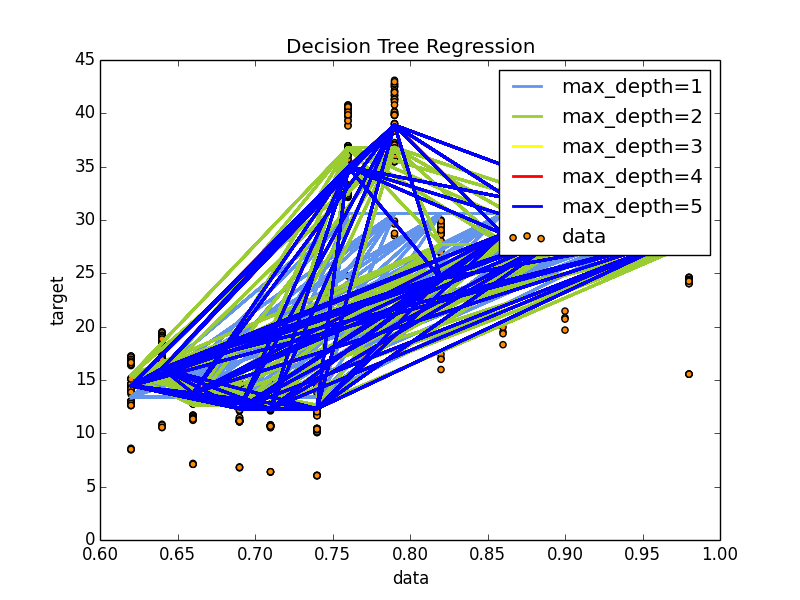 Decision Tree Regression
45
40
35
30
25
20
15
10
5
0
target
max_depth=1
max_depth=2
max_depth=3
max_depth=4
max_depth=5
data
0.60 0.65 0.70 0.75 0.80 0.85 0.90 0.95 1.00
data